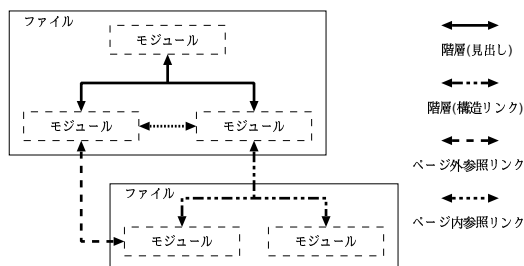 ファイル
モジュール
階層(見出し)
モジュール
モジュール
階層(構造リンク)
ページ外参照リンク
ファイル
ページ内参照リンク
モジュール
モジュール